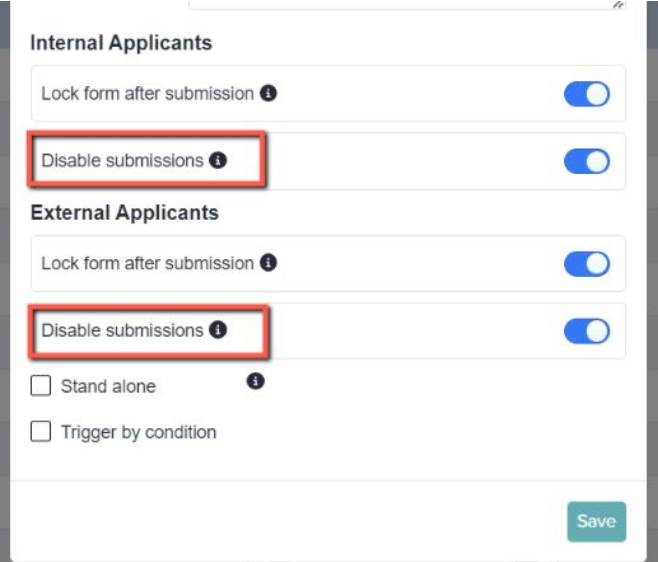 Internal Applicants
Lock form after submission
Disable submissions
External Applicants
Lock form after submission
Disable submissions
Stand alone
Trigger by condition
Save